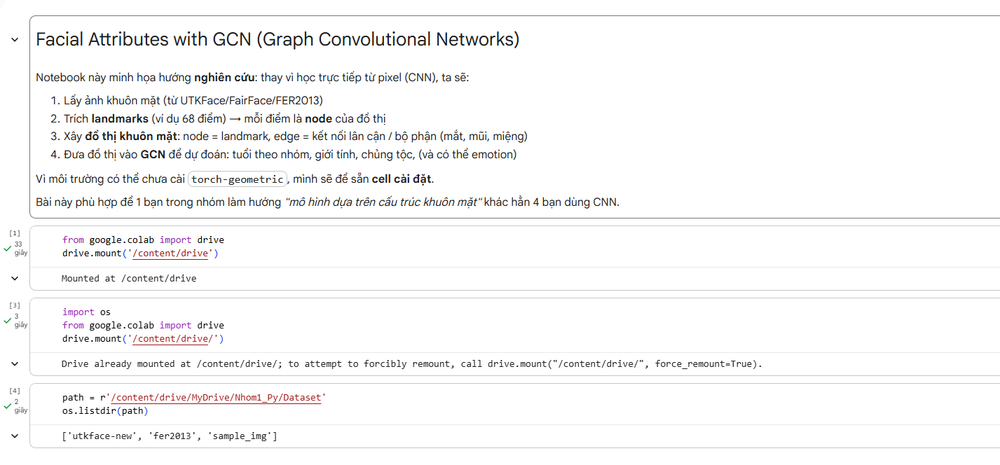 Facial Attributes with GCN (Graph Convolutional Networks)
Notebook này minh họa hướng nghiên cứu: thay vì học trực tiếp từ pixel (CNN), ta sẽ:
1. Lấy ảnh khuôn mặt (từ UTKFace/FairFace/FER2013)
2. Trích landmarks (ví dụ 68 điểm) → mỗi điểm là node của đồ thị
3. Xây đồ thị khuôn mặt: node = landmark, edge = kết nối lân cận / bộ phận (mắt, mũi, miệng)
4. Đưa đồ thị vào GCN để dự đoán: tuổi theo nhóm, giới tính, chủng tộc, (và có thể emotion)
Vì môi trường có thể chưa cài torch-geometric, mình sẽ để sẵn cell cài đặt.
Bài này phù hợp để 1 bạn trong nhóm làm hướng "mô hình dựa trên cấu trúc khuôn mặt" khác hẳn 4 bạn dùng CNN.
[1]
33
giây
from google.colab import drive
drive.mount('/content/drive')
Mounted at /content/drive
[3]
3
giây
import os
from google.colab import drive
drive.mount('/content/drive/')
Drive already mounted at /content/drive/; to attempt to forcibly remount, call drive.mount("/content/drive/", force_remount=True).
[4]
2
giây
path = r'/content/drive/MyDrive/Nhom1_Py/Dataset'
os.listdir(path)
['utkface-new', 'fer2013', 'sample_img']